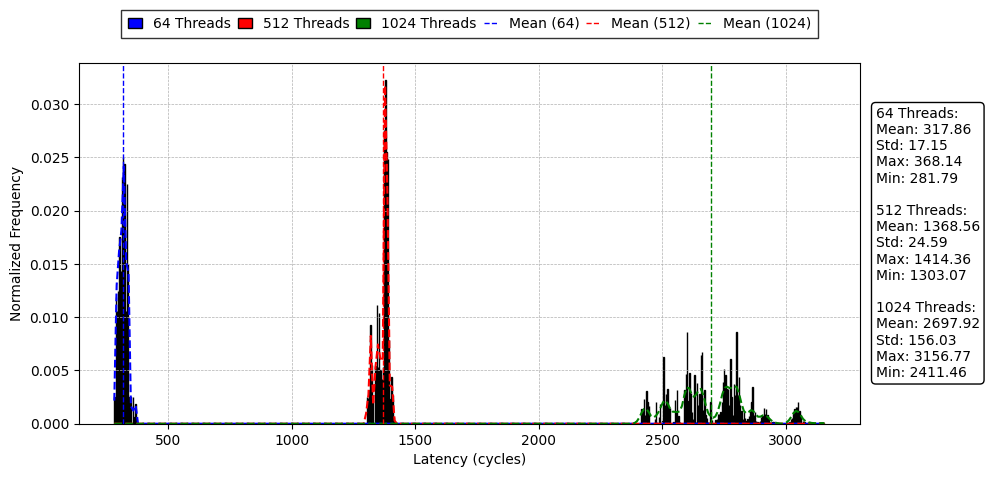 64 Threads 512 Threads 1024 Threads Mean (64) Mean (512) Mean (1024)
0.030
0.025
0.020
0.015
0.010
0.005
0.000
Normalized Frequency
500 1000 1500 2000 2500 3000
Latency (cycles)
64 Threads:
Mean: 317.86
Std: 17.15
Max: 368.14
Min: 281.79
512 Threads:
Mean: 1368.56
Std: 24.59
Max: 1414.36
Min: 1303.07
1024 Threads:
Mean: 2697.92
Std: 156.03
Max: 3156.77
Min: 2411.46